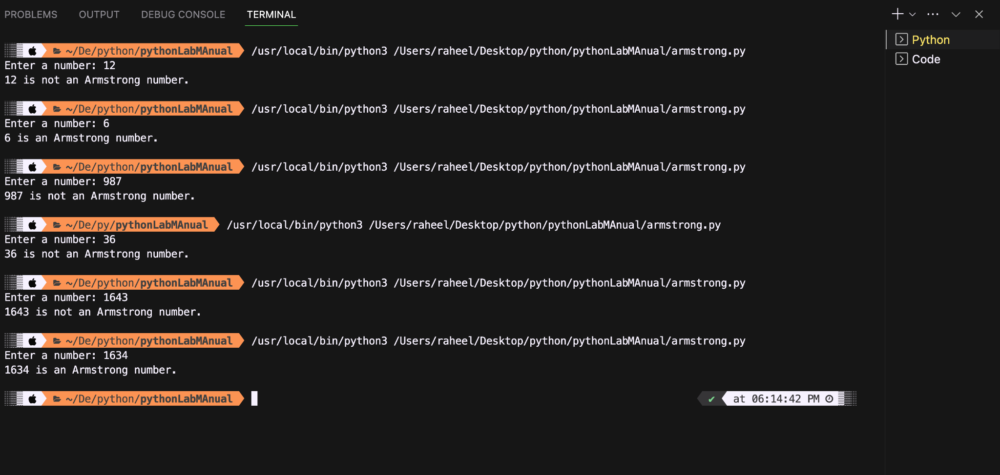 PROBLEMS OUTPUT DEBUG CONSOLE TERMINAL
~/De/python/pythonLabMAnual /usr/local/bin/python3 /Users/raheel/Desktop/python/pythonLabMAnual/armstrong.py
Enter a number: 12
12 is not an Armstrong number.
~/De/python/pythonLabMAnual /usr/local/bin/python3 /Users/raheel/Desktop/python/pythonLabMAnual/armstrong.py
Enter a number: 6
6 is an Armstrong number.
~/De/python/pythonLabMAnual /usr/local/bin/python3 /Users/raheel/Desktop/python/pythonLabMAnual/armstrong.py
Enter a number: 987
987 is not an Armstrong number.
~/De/py/pythonLabMAnual /usr/local/bin/python3 /Users/raheel/Desktop/python/pythonLabMAnual/armstrong.py
Enter a number: 36
36 is not an Armstrong number.
~/De/python/pythonLabMAnual /usr/local/bin/python3 /Users/raheel/Desktop/python/pythonLabMAnual/armstrong.py
Enter a number: 1643
1643 is not an Armstrong number.
~/De/python/pythonLabMAnual /usr/local/bin/python3 /Users/raheel/Desktop/python/pythonLabMAnual/armstrong.py
Enter a number: 1634
1634 is an Armstrong number.
~/De/python/pythonLabMAnual ✔ at 06:14:42 PM
Python
Code